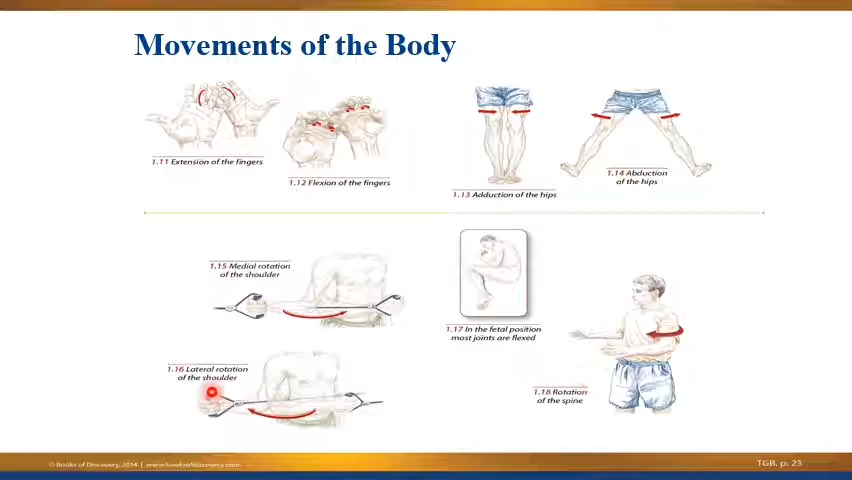 Movements of the Body
1.11 Extension of the fingers
1.12 Flexion of the fingers
1.13 Adduction of the hips
1.14 Abduction
of the hips
1.15 Medial rotation
of the shoulder
1.16 Lateral rotation
of the shoulder
1.17 In the fetal position
most joints are flexed
1.18 Rotation
of the spine
© Books of Discovery, 2014 | www.booksofdiscovery.com
TGB. p. 23